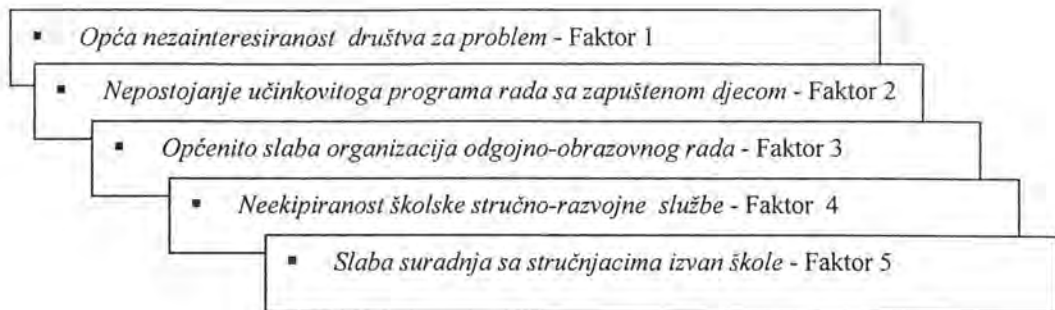 ▪ Opća nezainteresiranost društva za problem - Faktor 1
▪ Nepostojanje učinkovitoga programa rada sa zapuštenom djecom - Faktor 2
▪ Općenito slaba organizacija odgojno-obrazovnog rada - Faktor 3
▪ Neekipiranost školske stručno-razvojne službe - Faktor 4
▪ Slaba suradnja sa stručnjacima izvan škole - Faktor 5